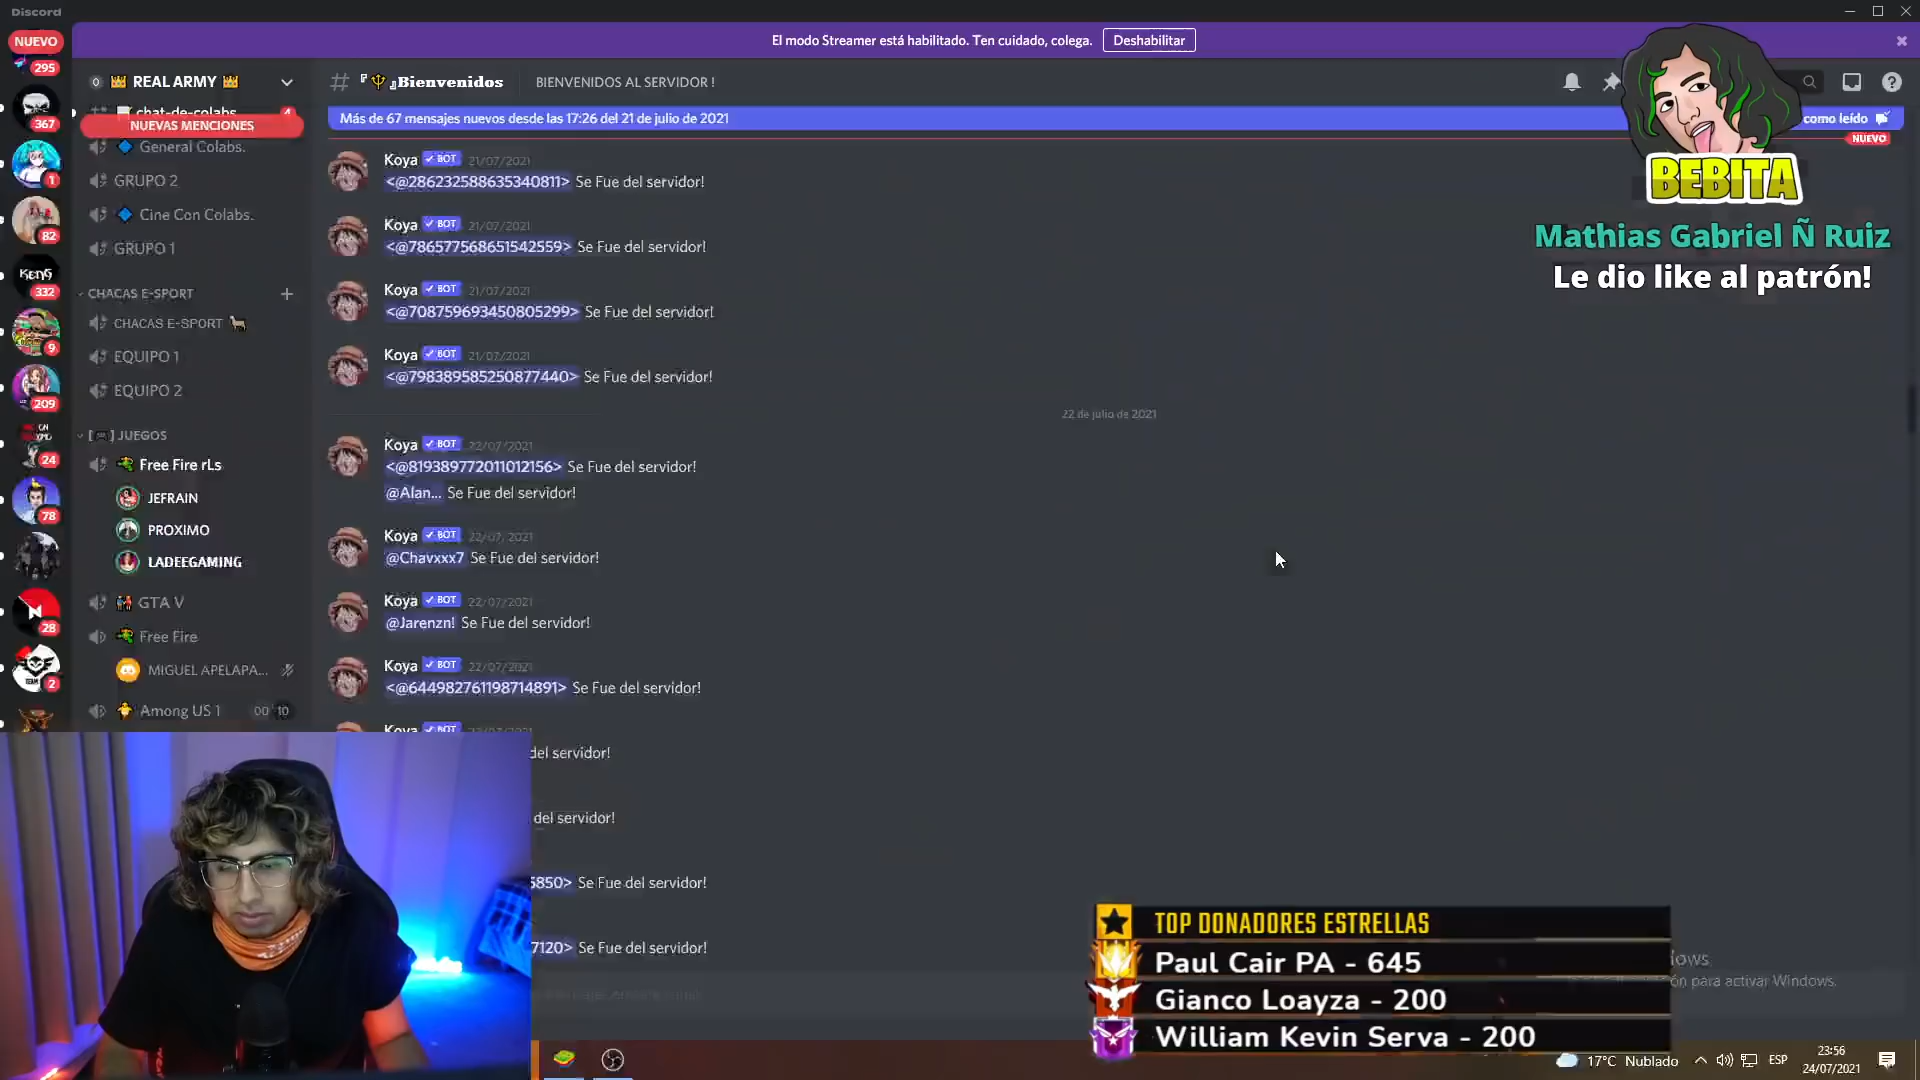 Discord
NUEVO
El modo Streamer está habilitado. Ten cuidado, colega.
Deshabilitar
295
367
1
82
KENG
332
9
209
24
78
28
2
REAL ARMY
chat-de-colabs
4
NUEVAS MENCIONES
General Colabs.
GRUPO 2
Cine Con Colabs.
GRUPO 1
CHACAS E-SPORT
CHACAS E-SPORT
EQUIPO 1
EQUIPO 2
JUEGOS
Free Fire rLs
JEFRAIN
PROXIMO
LADEEGAMING
GTA V
Free Fire
MIGUEL APELAPA...
Among US 1
00 10
『🔱』Bienvenidos
BIENVENIDOS AL SERVIDOR !
Más de 67 mensajes nuevos desde las 17:26 del 21 de julio de 2021
como leído
NUEVO
Koya BOT 21/07/2021
<@286232588635340811> Se Fue del servidor!
Koya BOT 21/07/2021
<@786577568651542559> Se Fue del servidor!
Koya BOT 21/07/2021
<@708759693450805299> Se Fue del servidor!
Koya BOT 21/07/2021
<@798389585250877440> Se Fue del servidor!
22 de julio de 2021
Koya BOT 22/07/2021
<@819389772011012156> Se Fue del servidor!
@Alan... Se Fue del servidor!
Koya BOT 22/07/2021
@Chavxxx7 Se Fue del servidor!
Koya BOT 22/07/2021
@Jarenzn! Se Fue del servidor!
Koya BOT 22/07/2021
<@644982761198714891> Se Fue del servidor!
Koya BOT
del servidor!
del servidor!
5850> Se Fue del servidor!
7120> Se Fue del servidor!
BEBITA
Mathias Gabriel Ñ Ruiz
Le dio like al patrón!
TOP DONADORES ESTRELLAS
Paul Cair PA - 645
Gianco Loayza - 200
William Kevin Serva - 200
para activar Windows.
17°C Nublado
ESP
23:56
24/07/2021